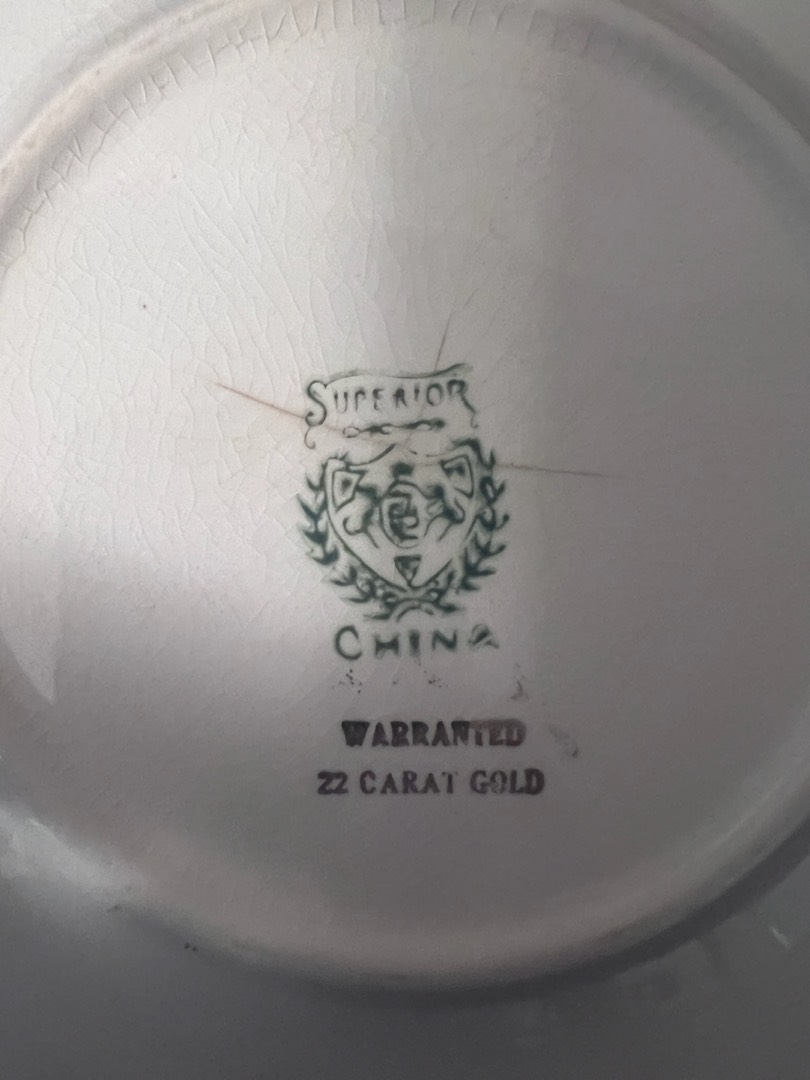 SUPERIOR
CHINA
WARRANTED
22 CARAT GOLD